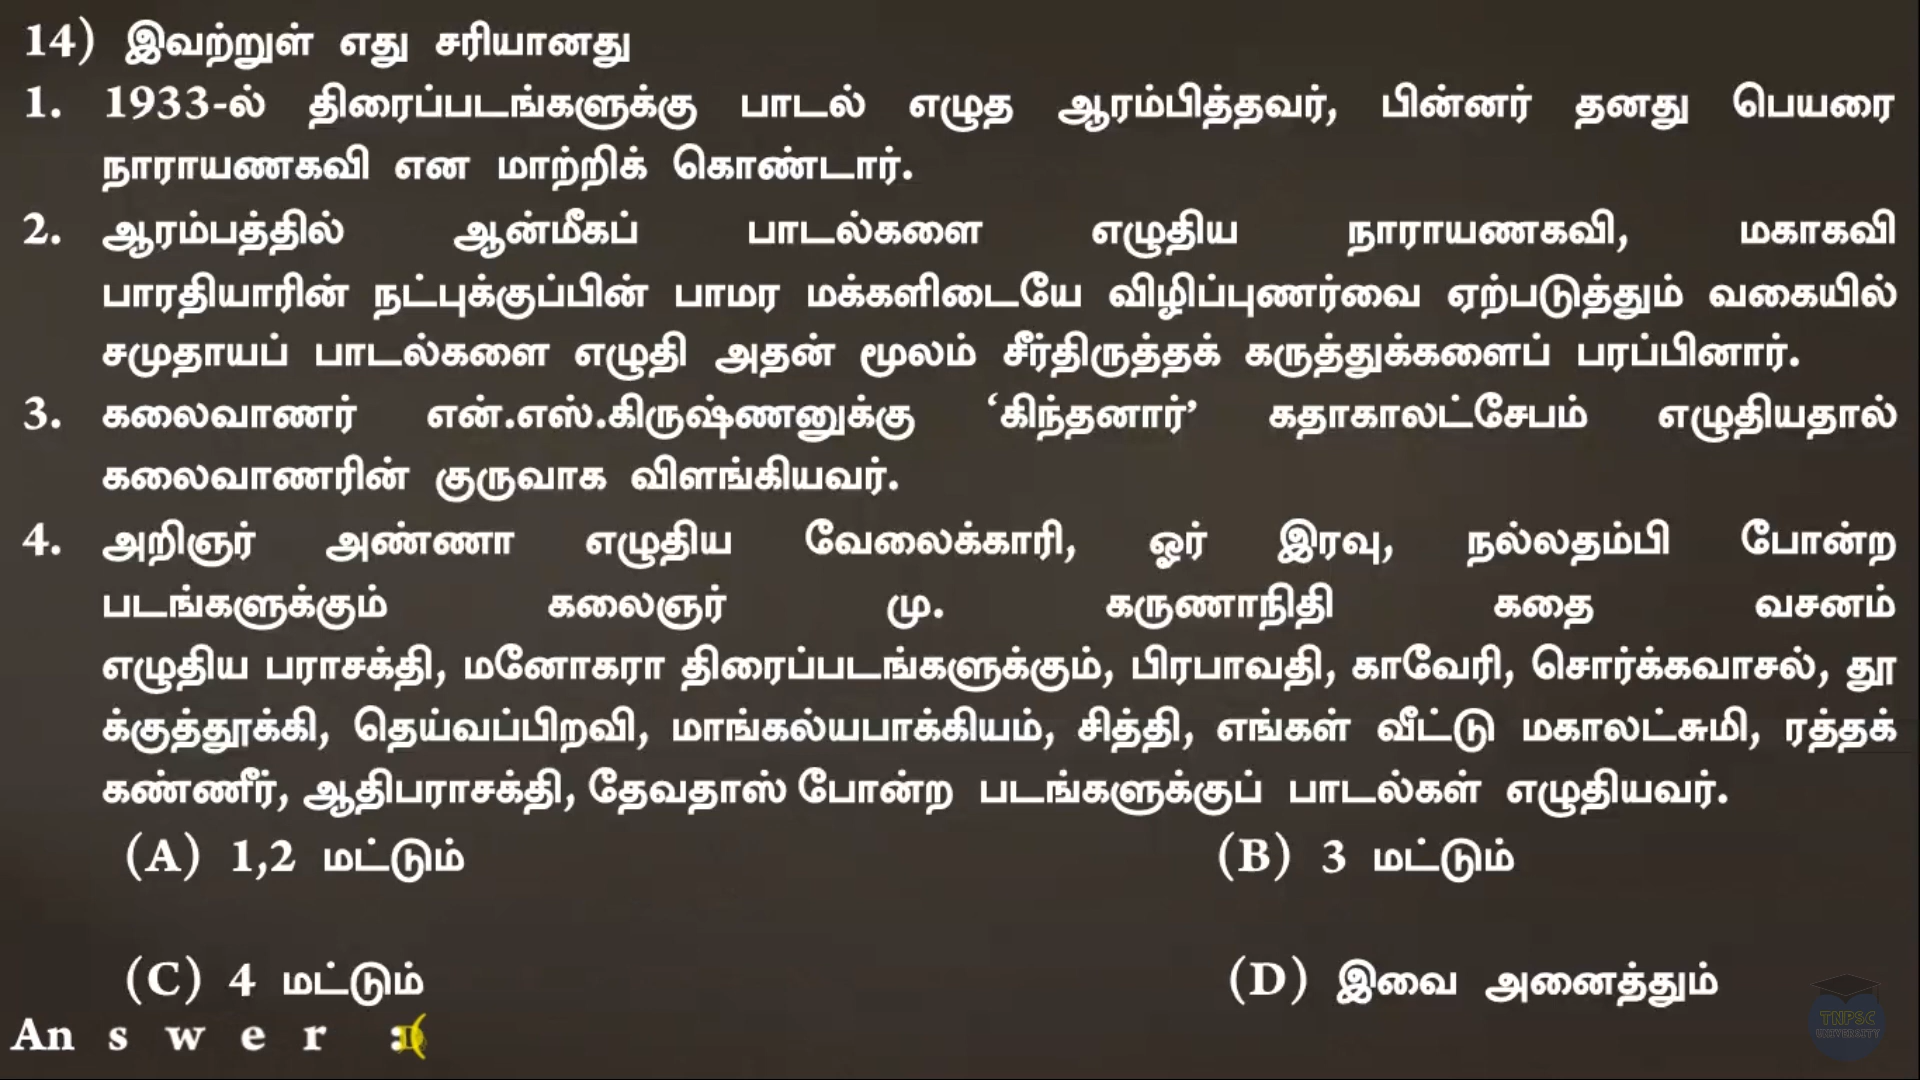 14) இவற்றுள் எது சரியானது
1. 1933-ல் திரைப்படங்களுக்கு பாடல் எழுத ஆரம்பித்தவர், பின்னர் தனது பெயரை
நாராயணகவி என மாற்றிக் கொண்டார்.
2. ஆரம்பத்தில் ஆன்மீகப் பாடல்களை எழுதிய நாராயணகவி, மகாகவி
பாரதியாரின் நட்புக்குப்பின் பாமர மக்களிடையே விழிப்புணர்வை ஏற்படுத்தும் வகையில்
சமுதாயப் பாடல்களை எழுதி அதன் மூலம் சீர்திருத்தக் கருத்துக்களைப் பரப்பினார்.
3. கலைவாணர் என்.எஸ்.கிருஷ்ணனுக்கு ‘கிந்தனார்’ கதாகாலட்சேபம் எழுதியதால்
கலைவாணரின் குருவாக விளங்கியவர்.
4. அறிஞர் அண்ணா எழுதிய வேலைக்காரி, ஓர் இரவு, நல்லதம்பி போன்ற
படங்களுக்கும் கலைஞர் மு. கருணாநிதி கதை வசனம்
எழுதிய பராசக்தி, மனோகரா திரைப்படங்களுக்கும், பிரபாவதி, காவேரி, சொர்க்கவாசல், தூ
க்குத்தூக்கி, தெய்வப்பிறவி, மாங்கல்யபாக்கியம், சித்தி, எங்கள் வீட்டு மகாலட்சுமி, ரத்தக்
கண்ணீர், ஆதிபராசக்தி, தேவதாஸ் போன்ற படங்களுக்குப் பாடல்கள் எழுதியவர்.
(A) 1,2 மட்டும் (B) 3 மட்டும்
(C) 4 மட்டும் (D) இவை அனைத்தும்
Answer :
TNPSC
UNIVERSITY